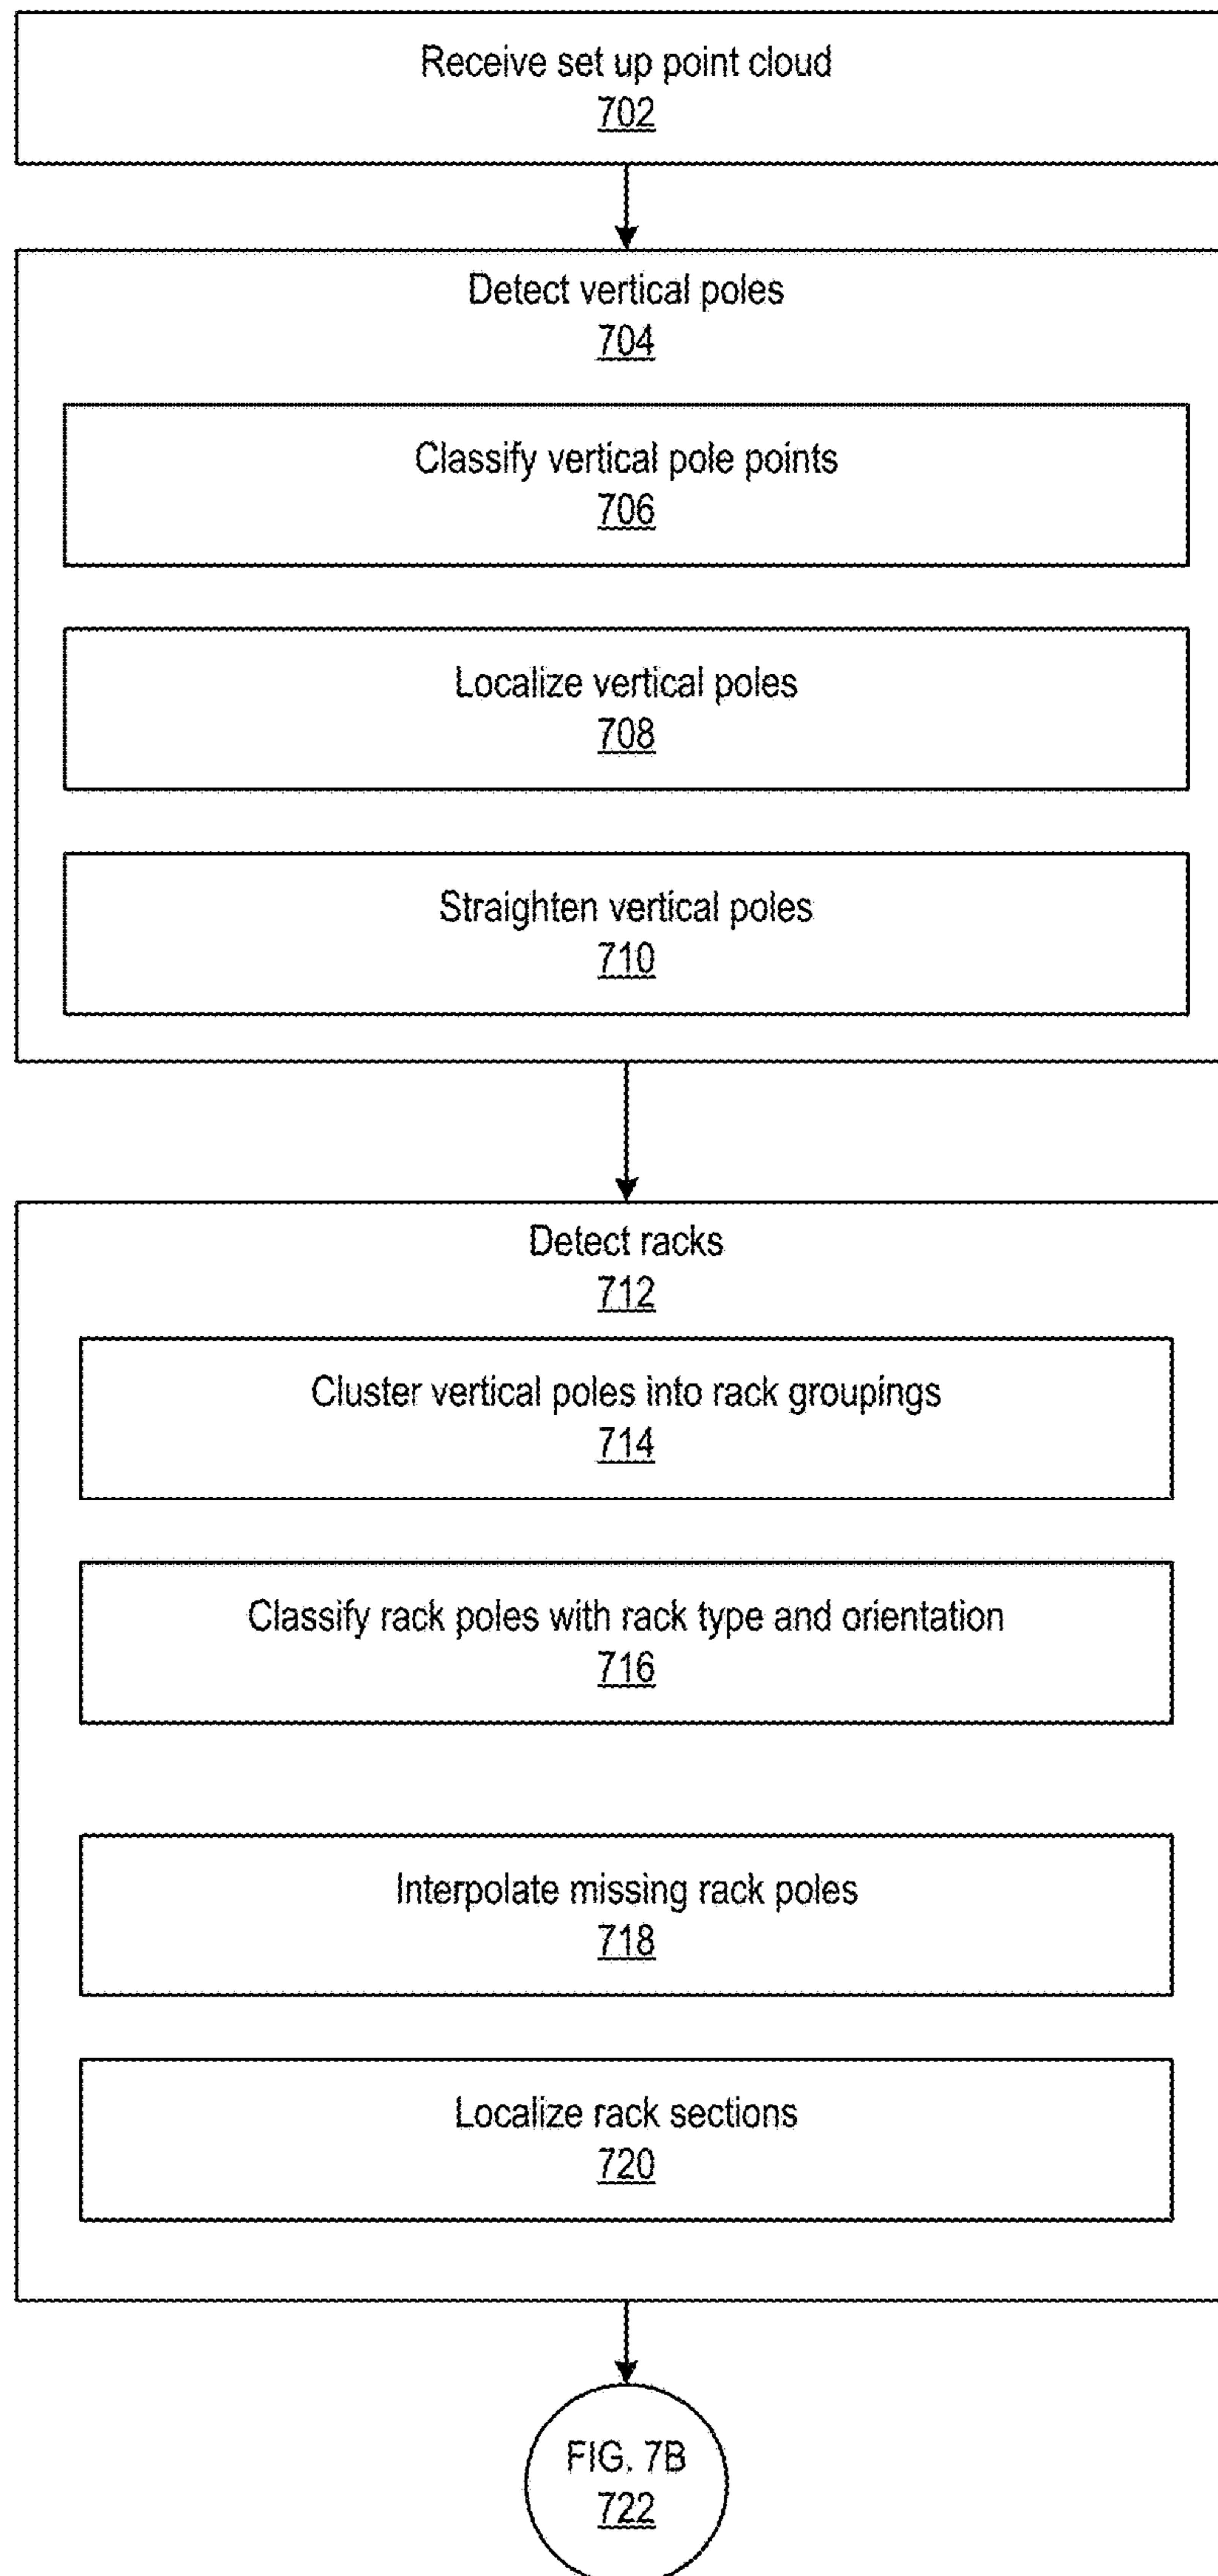 Receive set up point cloud
702
Detect vertical poles
704
Classify vertical pole points
706
Localize vertical poles
708
Straighten vertical poles
710
Detect racks
712
Cluster vertical poles into rack groupings
714
Classify rack poles with rack type and orientation
716
Interpolate missing rack poles
718
Localize rack sections
720
FIG. 7B
722